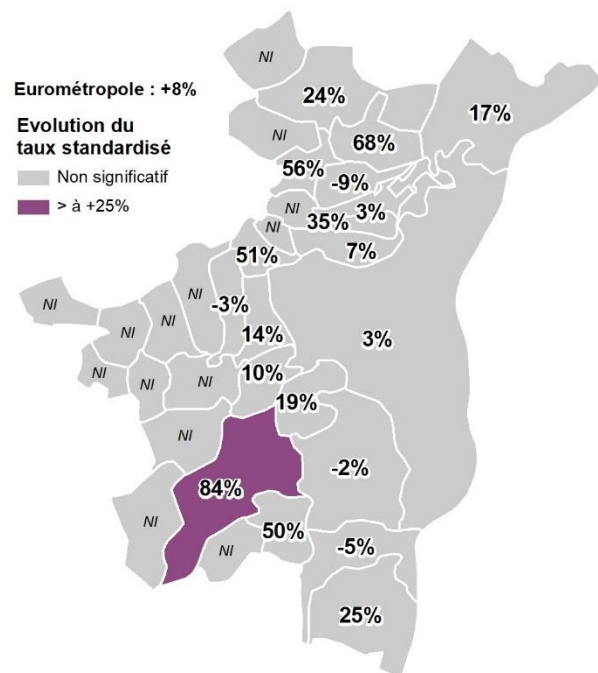 Eurométropole : +8%
Evolution du
taux standardisé
Non significatif
> à +25%
NI
24%
17%
NI
68%
56%
-9%
NI
35%
3%
NI
51%
7%
NI
NI
-3%
NI
NI
14%
3%
NI
NI
NI
10%
19%
NI
-2%
84%
NI
50%
NI
-5%
25%